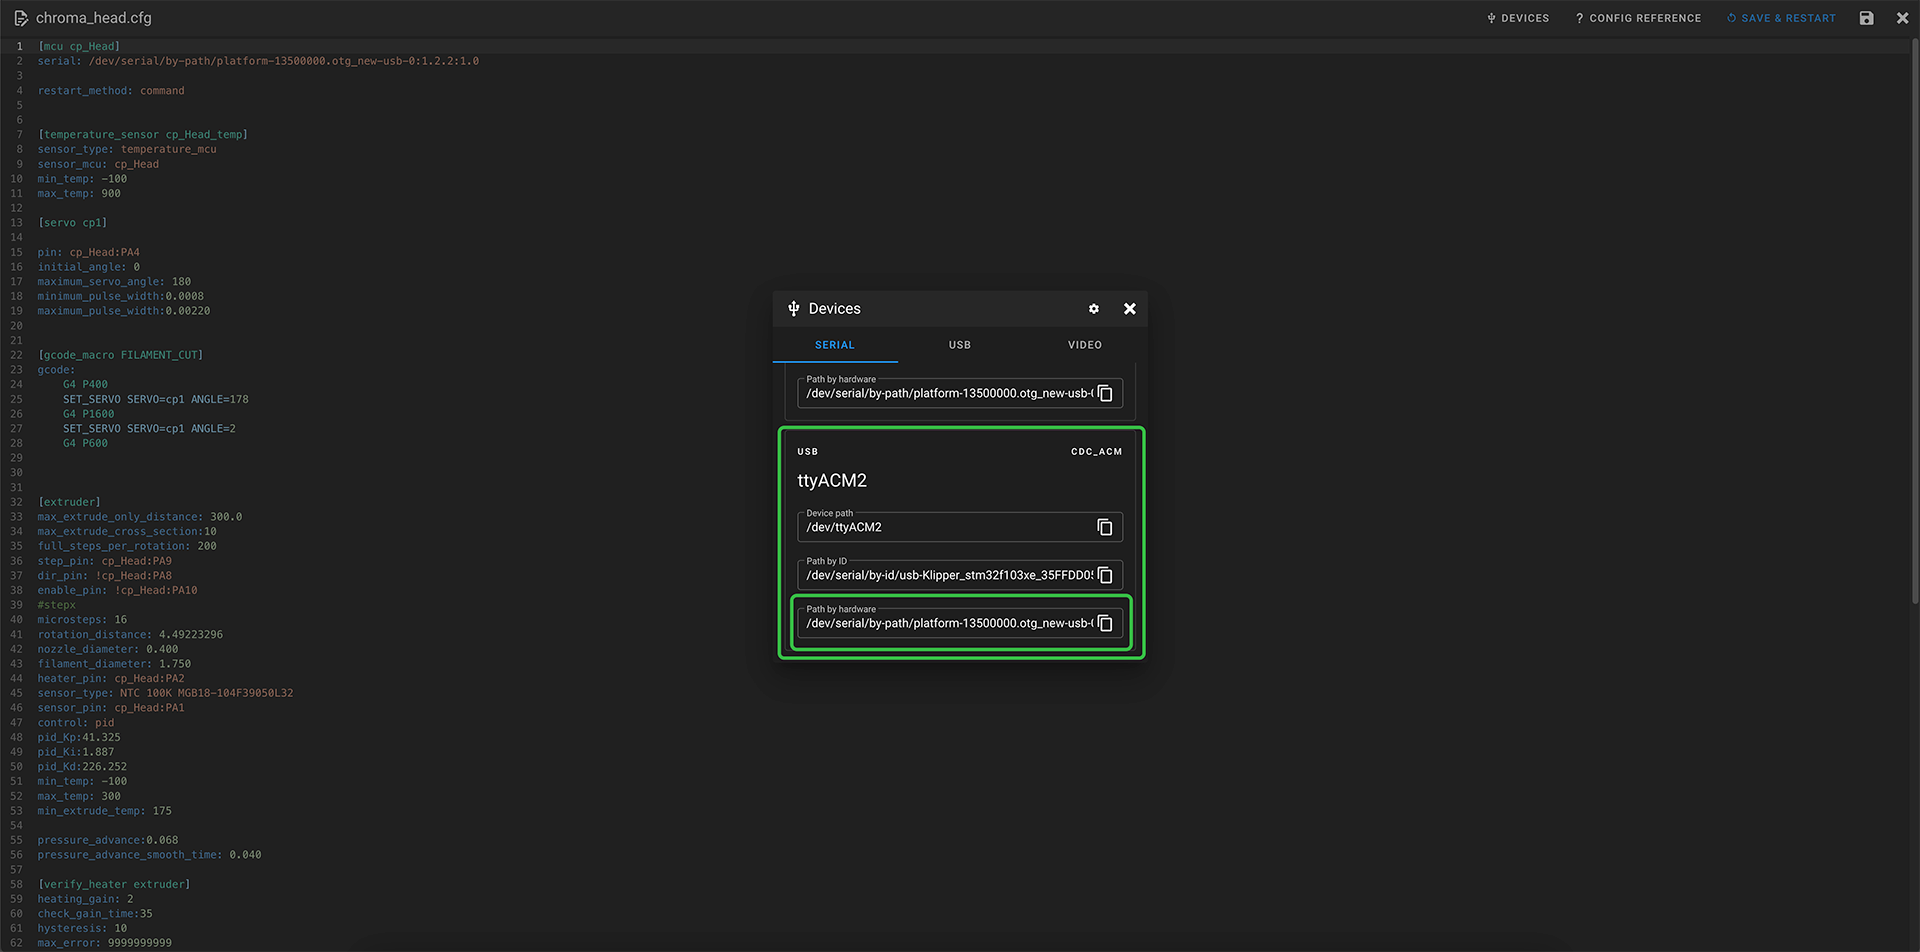 chroma_head.cfg
DEVICES
? CONFIG REFERENCE
SAVE & RESTART
1 [mcu cp_Head]
2 serial: /dev/serial/by-path/platform-13500000.otg_new-usb-0:1.2.2:1.0
3
4 restart_method: command
5
6
7 [temperature_sensor cp_Head_temp]
8 sensor_type: temperature_mcu
9 sensor_mcu: cp_Head
10 min_temp: -100
11 max_temp: 900
12
13 [servo cp1]
14
15 pin: cp_Head:PA4
16 initial_angle: 0
17 maximum_servo_angle: 180
18 minimum_pulse_width:0.0008
19 maximum_pulse_width:0.00220
20
21
22 [gcode_macro FILAMENT_CUT]
23 gcode:
24 G4 P400
25 SET_SERVO SERVO=cp1 ANGLE=178
26 G4 P1600
27 SET_SERVO SERVO=cp1 ANGLE=2
28 G4 P600
29
30
31
32 [extruder]
33 max_extrude_only_distance: 300.0
34 max_extrude_cross_section:10
35 full_steps_per_rotation: 200
36 step_pin: cp_Head:PA9
37 dir_pin: !cp_Head:PA8
38 enable_pin: !cp_Head:PA10
39 #stepx
40 microsteps: 16
41 rotation_distance: 4.49223296
42 nozzle_diameter: 0.400
43 filament_diameter: 1.750
44 heater_pin: cp_Head:PA2
45 sensor_type: NTC 100K MGB18-104F39050L32
46 sensor_pin: cp_Head:PA1
47 control: pid
48 pid_Kp:41.325
49 pid_Ki:1.887
50 pid_Kd:226.252
51 min_temp: -100
52 max_temp: 300
53 min_extrude_temp: 175
54
55 pressure_advance:0.068
56 pressure_advance_smooth_time: 0.040
57
58 [verify_heater extruder]
59 heating_gain: 2
60 check_gain_time:35
61 hysteresis: 10
62 max_error: 9999999999
Devices
SERIAL
USB
VIDEO
Path by hardware
/dev/serial/by-path/platform-13500000.otg_new-usb-
USB
CDC_ACM
ttyACM2
Device path
/dev/ttyACM2
Path by ID
/dev/serial/by-id/usb-Klipper_stm32f103xe_35FFDD0
Path by hardware
/dev/serial/by-path/platform-13500000.otg_new-usb-